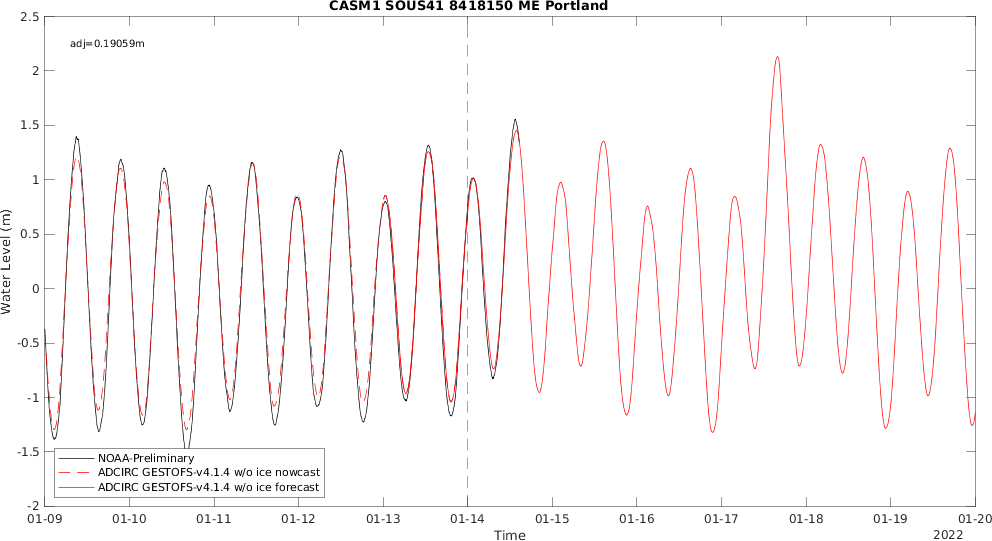 CASM1 SOUS41 8418150 ME Portland
adj=0.19059m
2.5
2
1.5
1
0.5
0
-0.5
-1
-1.5
-2
Water Level (m)
NOAA-Preliminary
ADCIRC GESTOFS-v4.1.4 w/o ice nowcast
ADCIRC GESTOFS-v4.1.4 w/o ice forecast
01-09 01-10 01-11 01-12 01-13 01-14 01-15 01-16 01-17 01-18 01-19 01-20
Time
2022